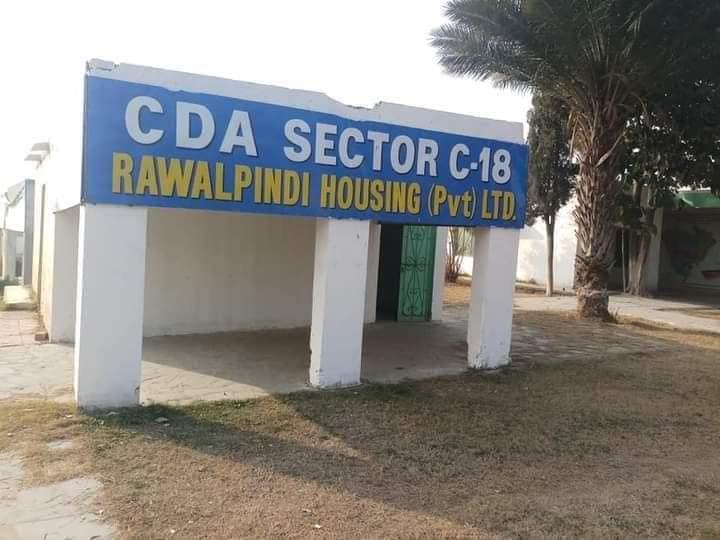 CDA SECTOR C-18
RAWALPINDI HOUSING (Pvt) LTD.